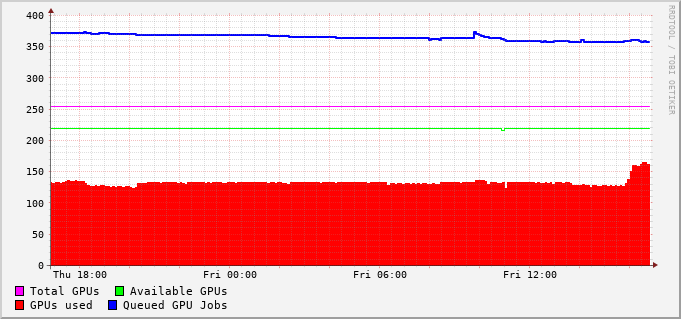 400
350
300
250
200
150
100
50
0
Thu 18:00 Fri 00:00 Fri 06:00 Fri 12:00
Total GPUs Available GPUs
GPUs used Queued GPU Jobs
RRDTOOL / TOBI OETIKER